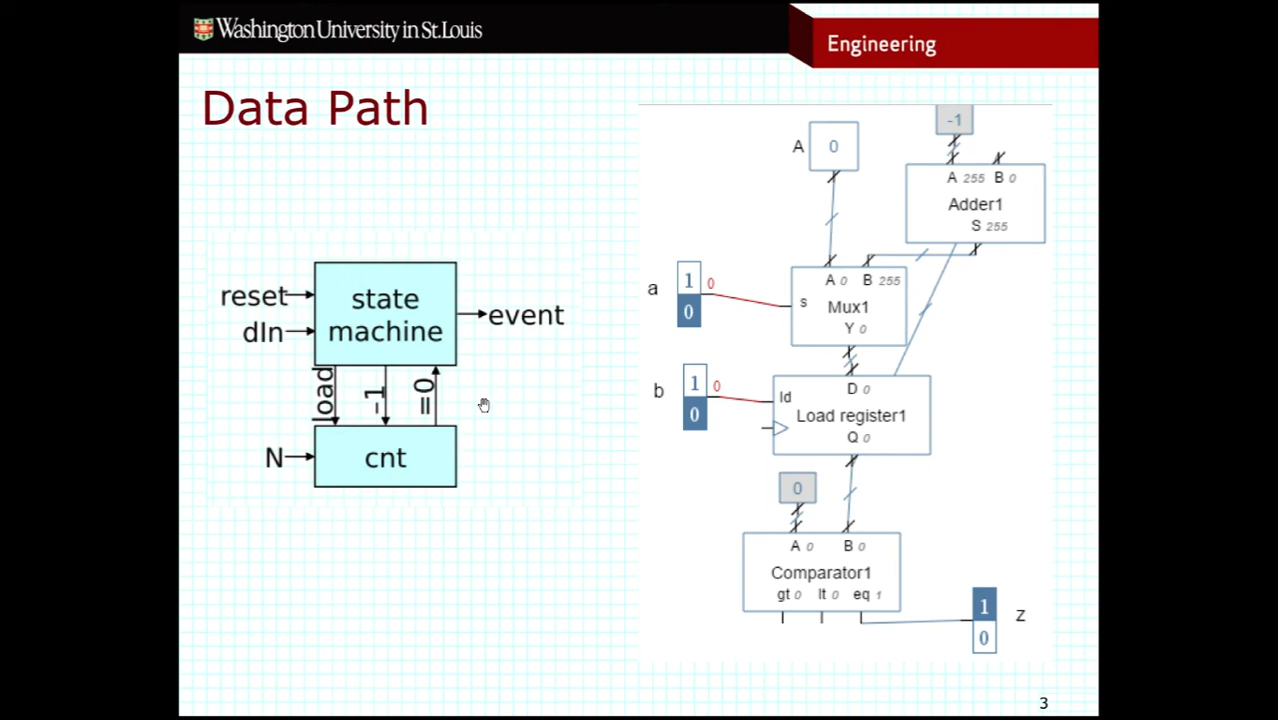 Washington University in St.Louis
Engineering
Data Path
reset
dIn
state
machine
event
load
-1
=0
N
cnt
-1
A
0
A 255 B 0
Adder1
S 255
a
1
0
0
A 0 B 255
s
Mux1
Y 0
b
1
0
0
D 0
ld
Load register1
Q 0
0
A 0 B 0
Comparator1
gt 0 lt 0 eq 1
1
0
z
3